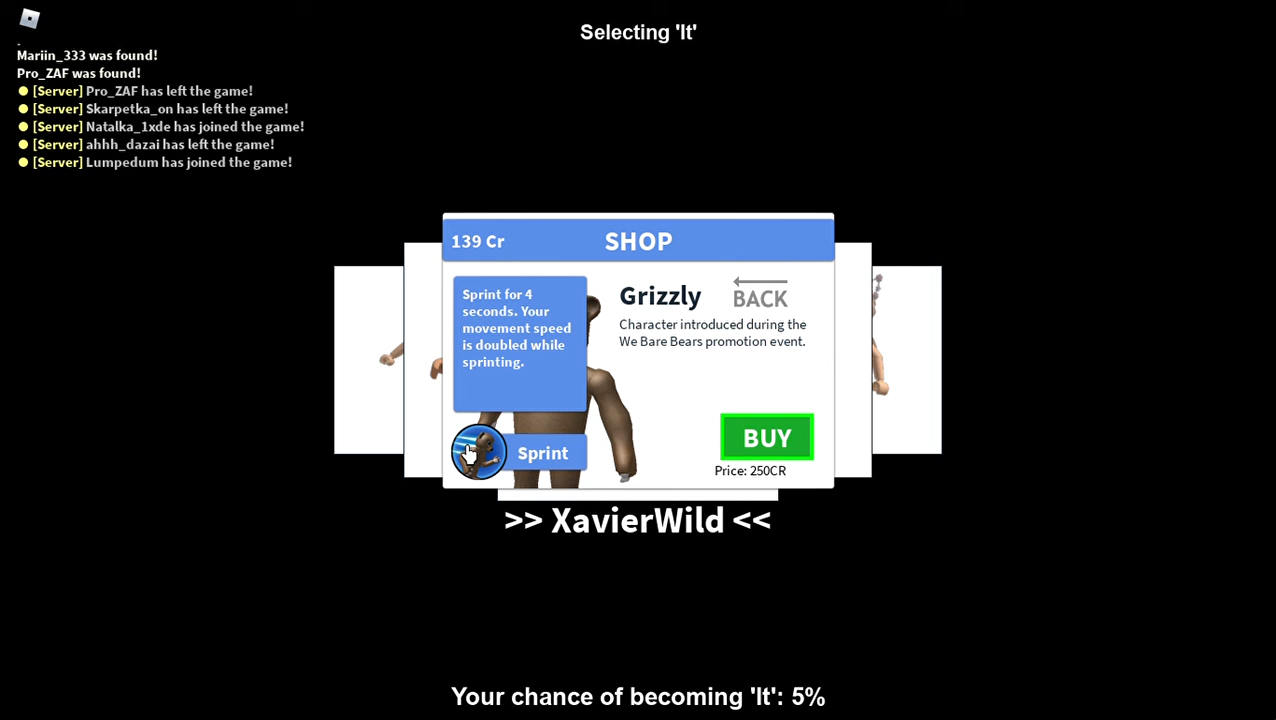 Selecting 'It'
Mariin_333 was found!
Pro_ZAF was found!
[Server] Pro_ZAF has left the game!
[Server] Skarpetka_on has left the game!
[Server] Natalka_1xde has joined the game!
[Server] ahhh_dazai has left the game!
[Server] Lumpedum has joined the game!
139 Cr
SHOP
Sprint for 4
seconds. Your
movement speed
is doubled while
sprinting.
Grizzly
BACK
Character introduced during the
We Bare Bears promotion event.
Sprint
BUY
Price: 250CR
>> XavierWild <<
Your chance of becoming 'It': 5%